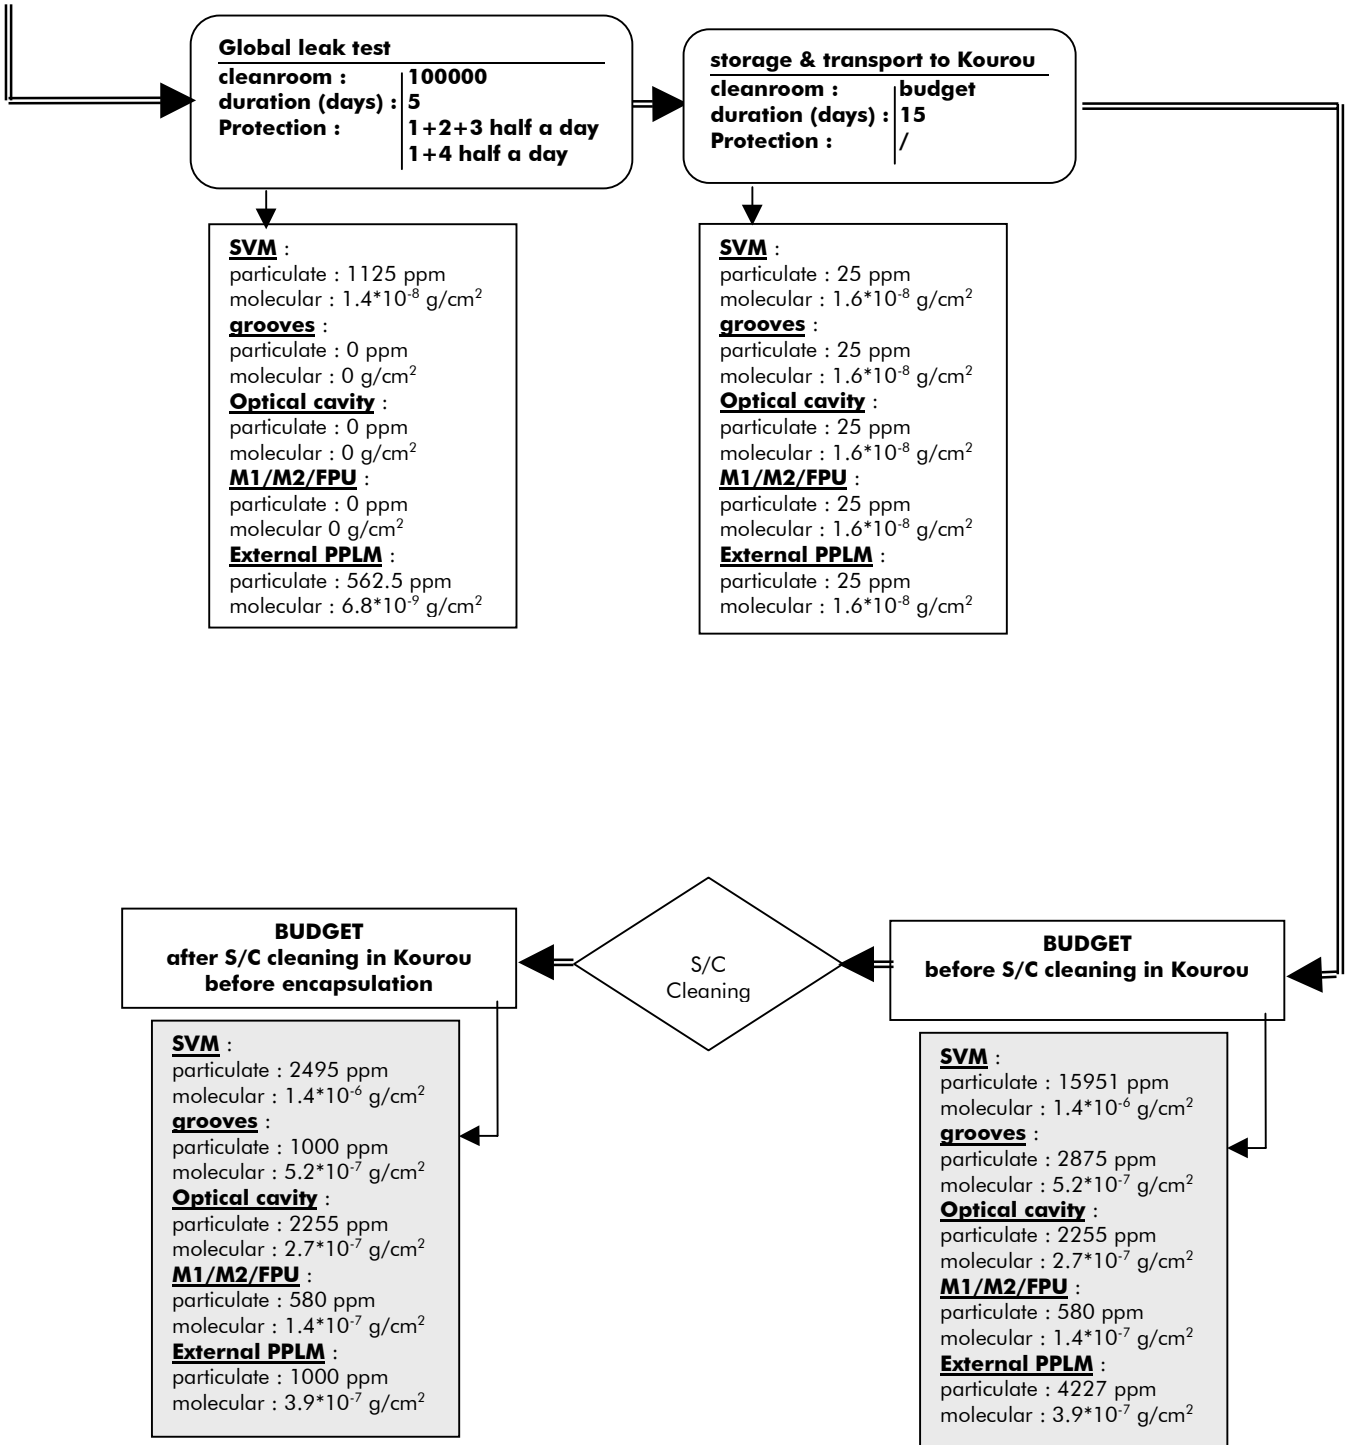 Global leak test
cleanroom : 100000
duration (days) : 5
Protection : 1+2+3 half a day
1+4 half a day
storage & transport to Kourou
cleanroom : budget
duration (days) : 15
Protection : /
SVM :
particulate : 1125 ppm
molecular : 1.4*10⁻⁸ g/cm²
grooves :
particulate : 0 ppm
molecular : 0 g/cm²
Optical cavity :
particulate : 0 ppm
molecular : 0 g/cm²
M1/M2/FPU :
particulate : 0 ppm
molecular 0 g/cm²
External PPLM :
particulate : 562.5 ppm
molecular : 6.8*10⁻⁹ g/cm²
SVM :
particulate : 25 ppm
molecular : 1.6*10⁻⁸ g/cm²
grooves :
particulate : 25 ppm
molecular : 1.6*10⁻⁸ g/cm²
Optical cavity :
particulate : 25 ppm
molecular : 1.6*10⁻⁸ g/cm²
M1/M2/FPU :
particulate : 25 ppm
molecular : 1.6*10⁻⁸ g/cm²
External PPLM :
particulate : 25 ppm
molecular : 1.6*10⁻⁸ g/cm²
BUDGET
after S/C cleaning in Kourou
before encapsulation
S/C
Cleaning
BUDGET
before S/C cleaning in Kourou
SVM :
particulate : 2495 ppm
molecular : 1.4*10⁻⁶ g/cm²
grooves :
particulate : 1000 ppm
molecular : 5.2*10⁻⁷ g/cm²
Optical cavity :
particulate : 2255 ppm
molecular : 2.7*10⁻⁷ g/cm²
M1/M2/FPU :
particulate : 580 ppm
molecular : 1.4*10⁻⁷ g/cm²
External PPLM :
particulate : 1000 ppm
molecular : 3.9*10⁻⁷ g/cm²
SVM :
particulate : 15951 ppm
molecular : 1.4*10⁻⁶ g/cm²
grooves :
particulate : 2875 ppm
molecular : 5.2*10⁻⁷ g/cm²
Optical cavity :
particulate : 2255 ppm
molecular : 2.7*10⁻⁷ g/cm²
M1/M2/FPU :
particulate : 580 ppm
molecular : 1.4*10⁻⁷ g/cm²
External PPLM :
particulate : 4227 ppm
molecular : 3.9*10⁻⁷ g/cm²